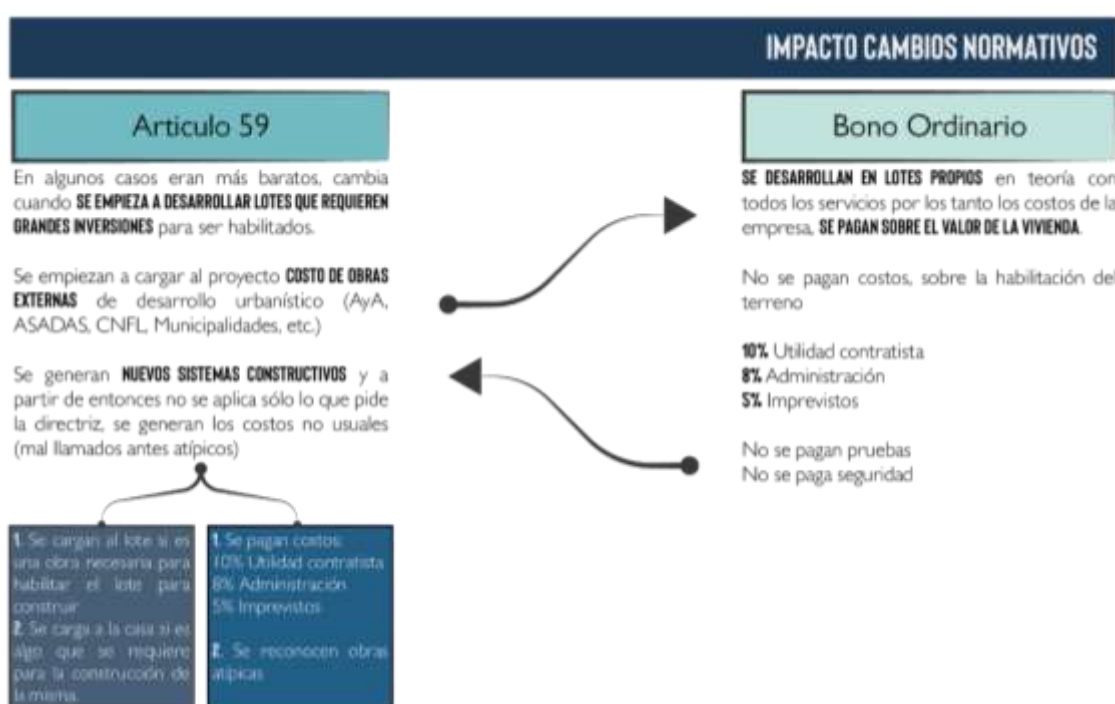 IMPACTO CAMBIOS NORMATIVOS
Articulo 59
En algunos casos eran más baratos, cambia
cuando SE EMPIEZA A DESARROLLAR LOTES QUE REQUIEREN
GRANDES INVERSIONES para ser habilitados.
Se empiezan a cargar al proyecto COSTO DE OBRAS
EXTERNAS de desarrollo urbanístico (AyA,
ASADAS, CNFL, Municipalidades, etc.)
Se generan NUEVOS SISTEMAS CONSTRUCTIVOS y a
partir de entonces no se aplica sólo lo que pide
la directriz, se generan los costos no usuales
(mal llamados antes atípicos)
1. Se cargan al lote si es
una obra necesaria para
habilitar el lote para
construir
2. Se carga a la casa si es
algo que se requiere
para la construcción de
la misma.
1. Se pagan costos:
10% Utilidad contratista
8% Administración
5% Imprevistos
2. Se reconocen obras
atípicas
Bono Ordinario
SE DESARROLLAN EN LOTES PROPIOS en teoría con
todos los servicios por los tanto los costos de la
empresa, SE PAGAN SOBRE EL VALOR DE LA VIVIENDA.
No se pagan costos, sobre la habilitación del
terreno
10% Utilidad contratista
8% Administración
5% Imprevistos
No se pagan pruebas
No se paga seguridad